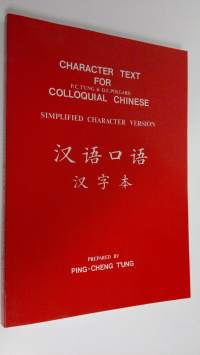 CHARACTER TEXT
FOR
P.C.TUNG & D.E.POLLARD
COLLOQUIAL CHINESE
SIMPLIFIED CHARACTER VERSION
汉语口语
汉字本
PREPARED BY
PING-CHENG T'UNG